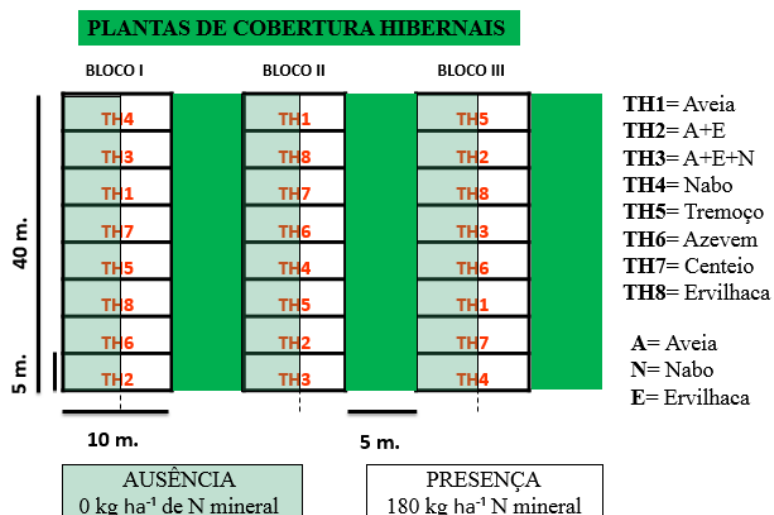 PLANTAS DE COBERTURA HIBERNAIS
BLOCO I
BLOCO II
BLOCO III
TH4
TH3
TH1
TH7
TH5
TH8
TH6
TH2
TH1
TH8
TH7
TH6
TH4
TH5
TH2
TH3
TH5
TH2
TH8
TH3
TH6
TH1
TH7
TH4
40 m.
5 m.
10 m.
5 m.
TH1= Aveia
TH2= A+E
TH3= A+E+N
TH4= Nabo
TH5= Tremoço
TH6= Azevem
TH7= Centeio
TH8= Ervilhaca
A= Aveia
N= Nabo
E= Ervilhaca
AUSÊNCIA
0 kg ha⁻¹ de N mineral
PRESENÇA
180 kg ha⁻¹ N mineral